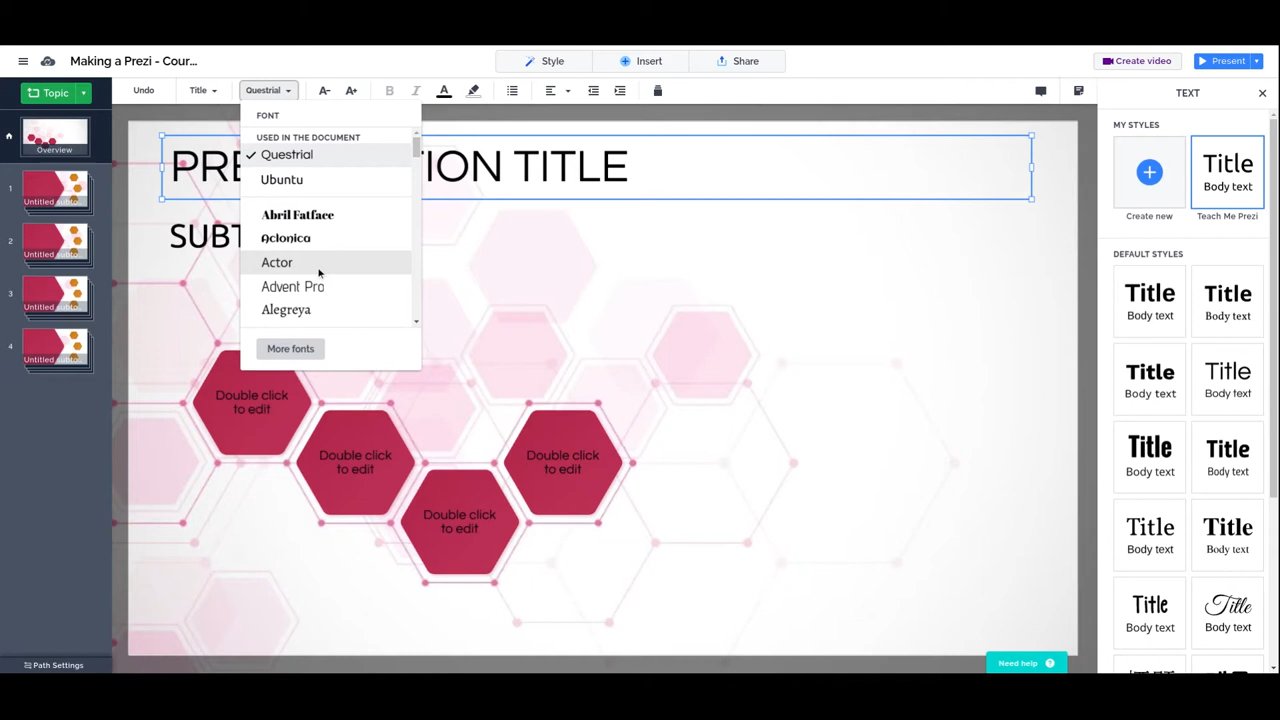 Making a Prezi - Cour...
Style
Insert
Share
Create video
Present
Topic
Undo
Title
Questrial
A-
A+
B
I
A
TEXT
Overview
1
Untitled subto...
2
Untitled subto...
3
Untitled subto...
4
Untitled subto...
Path Settings
FONT
USED IN THE DOCUMENT
Questrial
Ubuntu
Abril Fatface
Aclonica
Actor
Advent Pro
Alegreya
More fonts
PRE
ION TITLE
SUBT
Double click
to edit
Double click
to edit
Double click
to edit
Double click
to edit
Need help ?
MY STYLES
Create new
Title
Body text
Teach Me Prezi
DEFAULT STYLES
Title
Body text
Title
Body text
Title
Body text
Title
Body text
Title
Body text
Title
Body text
Title
Body text
Title
Body text
Title
Body text
Title
Body text